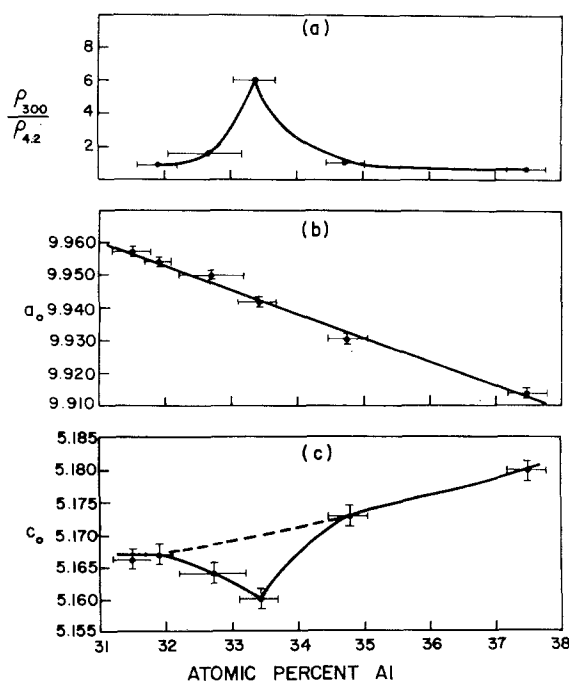 (a)
8
6
4
2
ρ300
ρ4.2
(b)
9.960
9.950
9.940
a₀
9.930
9.920
9.910
(c)
5.185
5.180
5.175
c₀
5.170
5.165
5.160
5.155
31 32 33 34 35 36 37 38
ATOMIC PERCENT Al